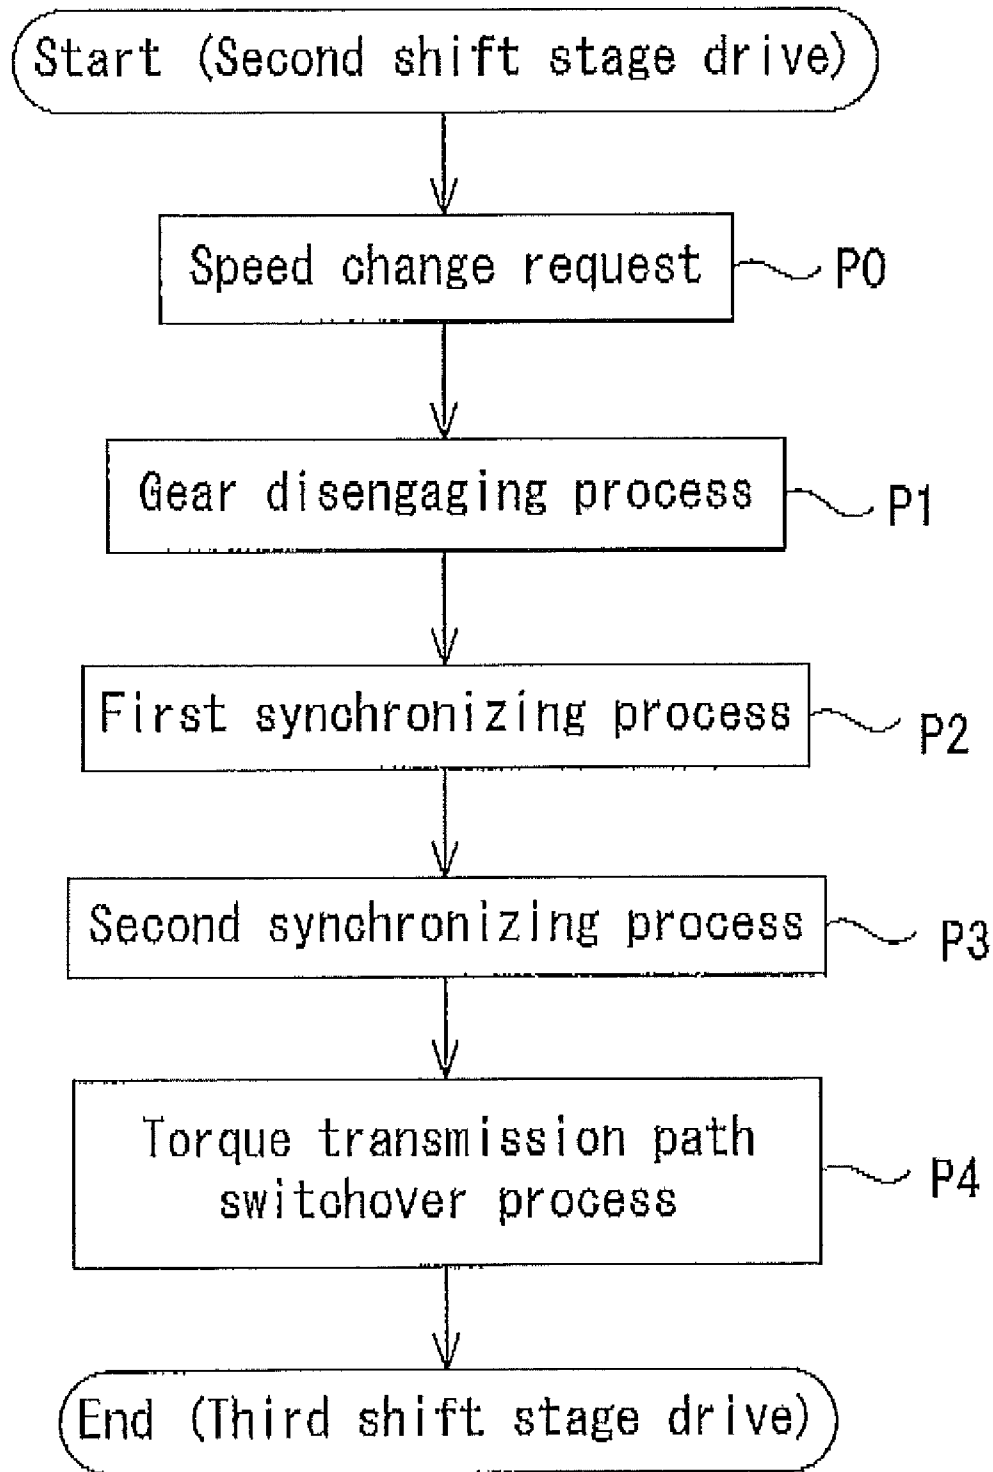 Start (Second shift stage drive)
Speed change request
P0
Gear disengaging process
P1
First synchronizing process
P2
Second synchronizing process
P3
Torque transmission path
switchover process
P4
End (Third shift stage drive)